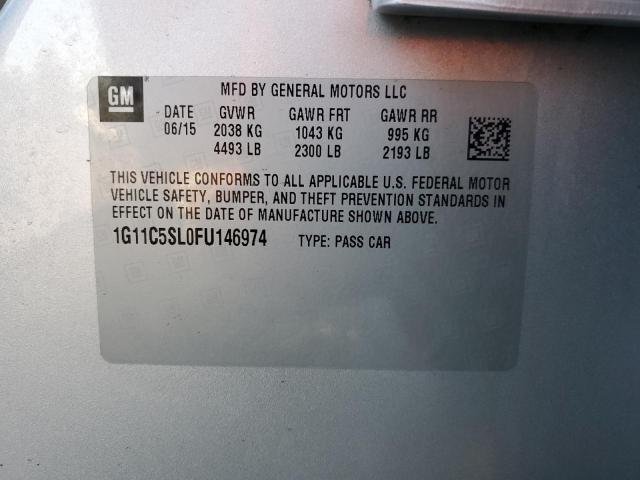 GM
MFD BY GENERAL MOTORS LLC
DATE GVWR GAWR FRT GAWR RR
06/15 2038 KG 1043 KG 995 KG
4493 LB 2300 LB 2193 LB
THIS VEHICLE CONFORMS TO ALL APPLICABLE U.S. FEDERAL MOTOR
VEHICLE SAFETY, BUMPER, AND THEFT PREVENTION STANDARDS IN
EFFECT ON THE DATE OF MANUFACTURE SHOWN ABOVE.
1G11C5SL0FU146974 TYPE: PASS CAR